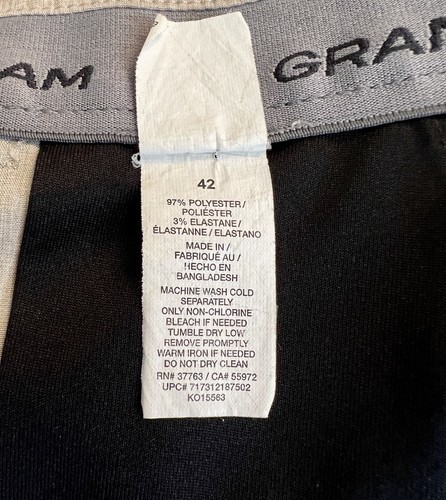 AM
GRAM
42
97% POLYESTER /
POLIÉSTER
3% ELASTANE /
ÉLASTANNE / ELASTANO
MADE IN /
FABRIQUÉ AU /
HECHO EN
BANGLADESH
MACHINE WASH COLD
SEPARATELY
ONLY NON-CHLORINE
BLEACH IF NEEDED
TUMBLE DRY LOW
REMOVE PROMPTLY
WARM IRON IF NEEDED
DO NOT DRY CLEAN
RN# 37763 / CA# 55972
UPC# 717312187502
KO15563